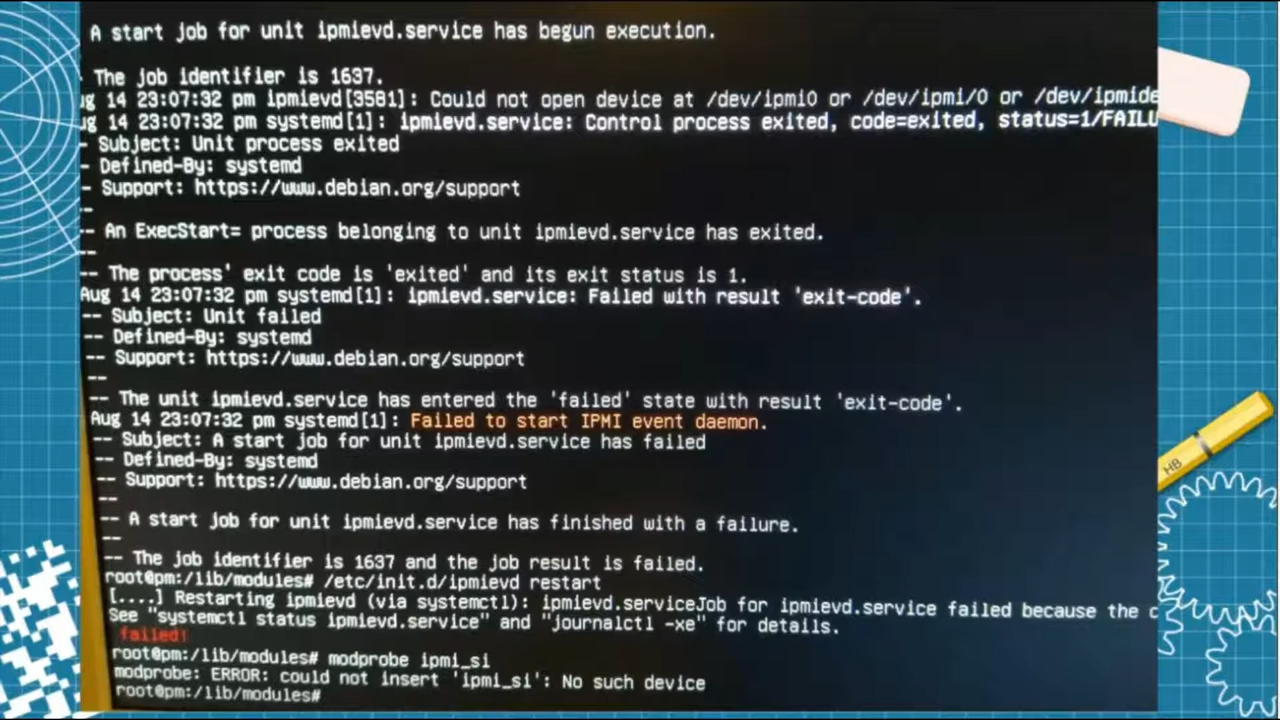 A start job for unit ipmievd.service has begun execution.
The job identifier is 1637.
ug 14 23:07:32 pm ipmievd[3581]: Could not open device at /dev/ipmi0 or /dev/ipmi/0 or /dev/ipmide
ug 14 23:07:32 pm systemd[1]: ipmievd.service: Control process exited, code=exited, status=1/FAILU
- Subject: Unit process exited
- Defined-By: systemd
- Support: https://www.debian.org/support
--
-- An ExecStart= process belonging to unit ipmievd.service has exited.
--
-- The process' exit code is 'exited' and its exit status is 1.
Aug 14 23:07:32 pm systemd[1]: ipmievd.service: Failed with result 'exit-code'.
-- Subject: Unit failed
-- Defined-By: systemd
-- Support: https://www.debian.org/support
--
-- The unit ipmievd.service has entered the 'failed' state with result 'exit-code'.
Aug 14 23:07:32 pm systemd[1]: Failed to start IPMI event daemon.
-- Subject: A start job for unit ipmievd.service has failed
-- Defined-By: systemd
-- Support: https://www.debian.org/support
--
-- A start job for unit ipmievd.service has finished with a failure.
--
-- The job identifier is 1637 and the job result is failed.
root@pm:/lib/modules# /etc/init.d/ipmievd restart
[....] Restarting ipmievd (via systemctl): ipmievd.serviceJob for ipmievd.service failed because the c
See "systemctl status ipmievd.service" and "journalctl -xe" for details.
failed!
root@pm:/lib/modules# modprobe ipmi_si
modprobe: ERROR: could not insert 'ipmi_si': No such device
root@pm:/lib/modules#
HB